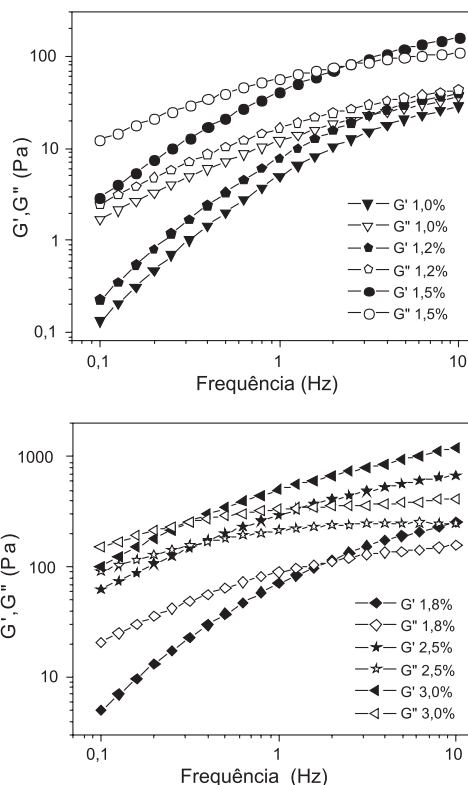 100
10
1
0,1
G',G" (Pa)
G' 1,0%
G" 1,0%
G' 1,2%
G" 1,2%
G' 1,5%
G" 1,5%
0,1 1 10
Frequência (Hz)
1000
100
10
G',G" (Pa)
G' 1,8%
G" 1,8%
G' 2,5%
G" 2,5%
G' 3,0%
G" 3,0%
0,1 1 10
Frequência (Hz)